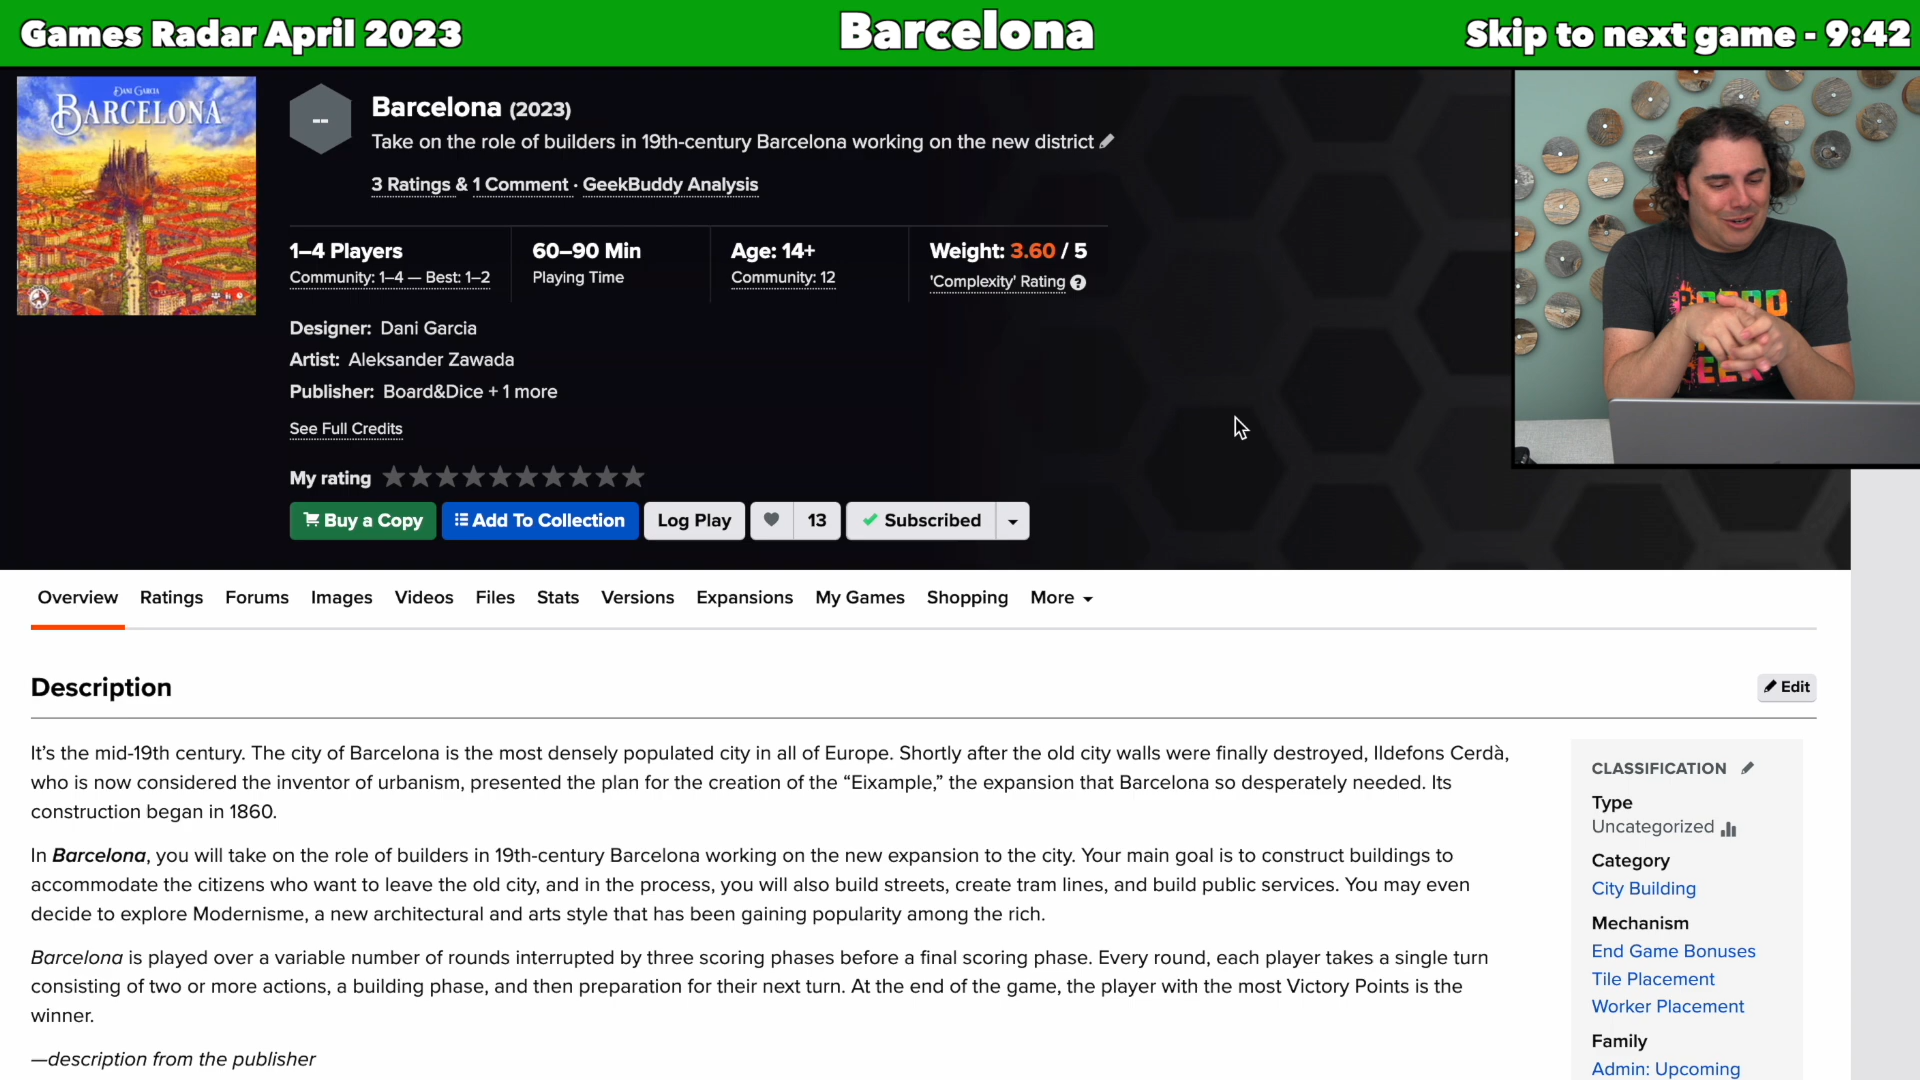 Games Radar April 2023
Barcelona
Skip to next game - 9:42
DANI GARCIA
BARCELONA
--
Barcelona (2023)
Take on the role of builders in 19th-century Barcelona working on the new district
3 Ratings & 1 Comment · GeekBuddy Analysis
1–4 Players
Community: 1–4 — Best: 1–2
60–90 Min
Playing Time
Age: 14+
Community: 12
Weight: 3.60 / 5
'Complexity' Rating ?
Designer: Dani Garcia
Artist: Aleksander Zawada
Publisher: Board&Dice + 1 more
See Full Credits
My rating
Buy a Copy
Add To Collection
Log Play
13
Subscribed
Overview Ratings Forums Images Videos Files Stats Versions Expansions My Games Shopping More
Description
Edit
It's the mid-19th century. The city of Barcelona is the most densely populated city in all of Europe. Shortly after the old city walls were finally destroyed, Ildefons Cerdà,
who is now considered the inventor of urbanism, presented the plan for the creation of the “Eixample,” the expansion that Barcelona so desperately needed. Its
construction began in 1860.
In Barcelona, you will take on the role of builders in 19th-century Barcelona working on the new expansion to the city. Your main goal is to construct buildings to
accommodate the citizens who want to leave the old city, and in the process, you will also build streets, create tram lines, and build public services. You may even
decide to explore Modernisme, a new architectural and arts style that has been gaining popularity among the rich.
Barcelona is played over a variable number of rounds interrupted by three scoring phases before a final scoring phase. Every round, each player takes a single turn
consisting of two or more actions, a building phase, and then preparation for their next turn. At the end of the game, the player with the most Victory Points is the
winner.
—description from the publisher
CLASSIFICATION
Type
Uncategorized
Category
City Building
Mechanism
End Game Bonuses
Tile Placement
Worker Placement
Family
Admin: Upcoming